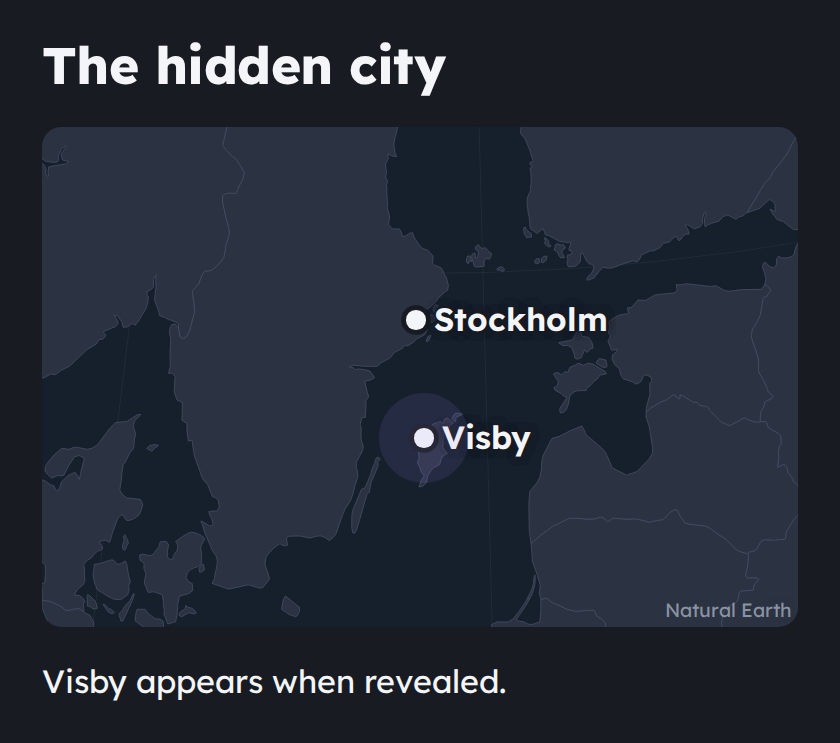 The hidden city
Stockholm
Visby
Natural Earth
Visby appears when revealed.